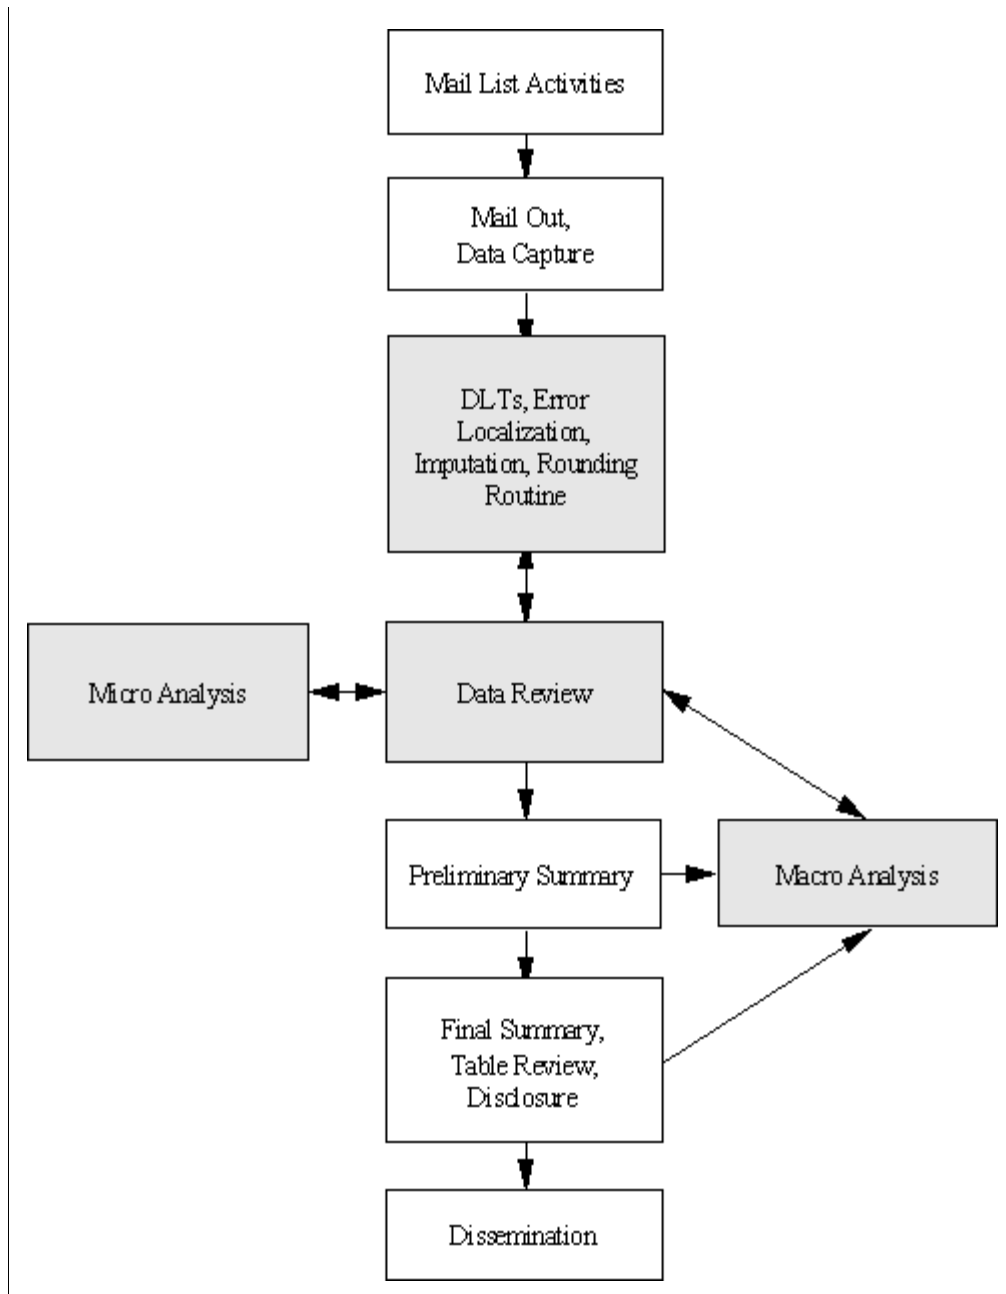 Mail List Activities
Mail Out,
Data Capture
DLTs, Error
Localization,
Imputation, Rounding
Routine
Micro Analysis
Data Review
Preliminary Summary
Macro Analysis
Final Summary,
Table Review,
Disclosure
Dissemination